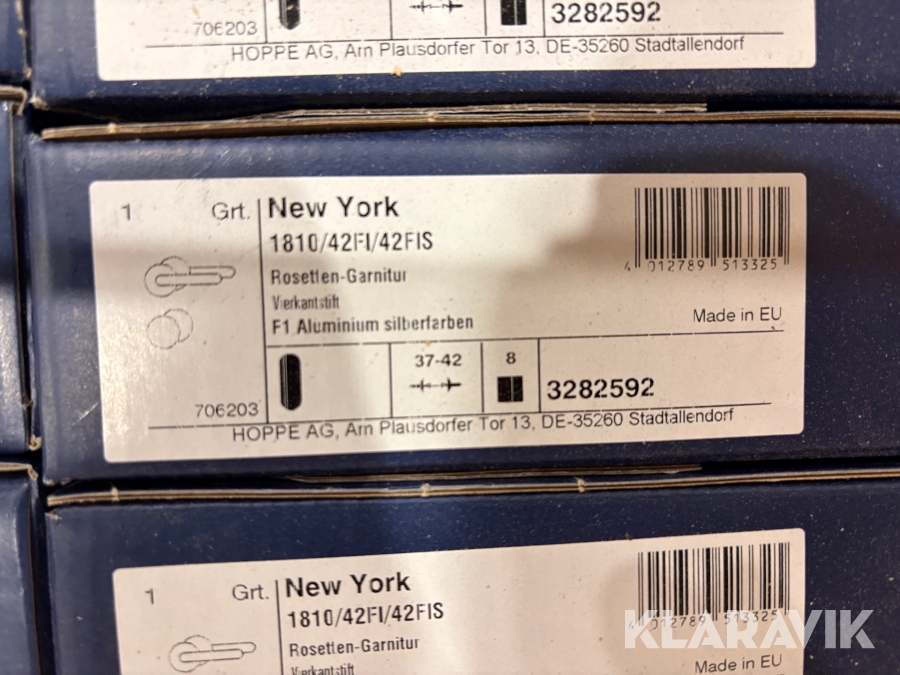 706203
3282592
HOPPE AG, Am Plausdorfer Tor 13, DE-35260 Stadtallendorf
1 Grt. New York
1810/42FI/42FIS
4 012789 513325
Rosetten-Garnitur
Vierkantstift
Made in EU
F1 Aluminium silberfarben
37-42 8
3282592
706203
HOPPE AG, Am Plausdorfer Tor 13, DE-35260 Stadtallendorf
1 Grt. New York
1810/42FI/42FIS
4 012789 513325
KLARAVIK
Rosetten-Garnitur
Made in EU
Vierkantstift